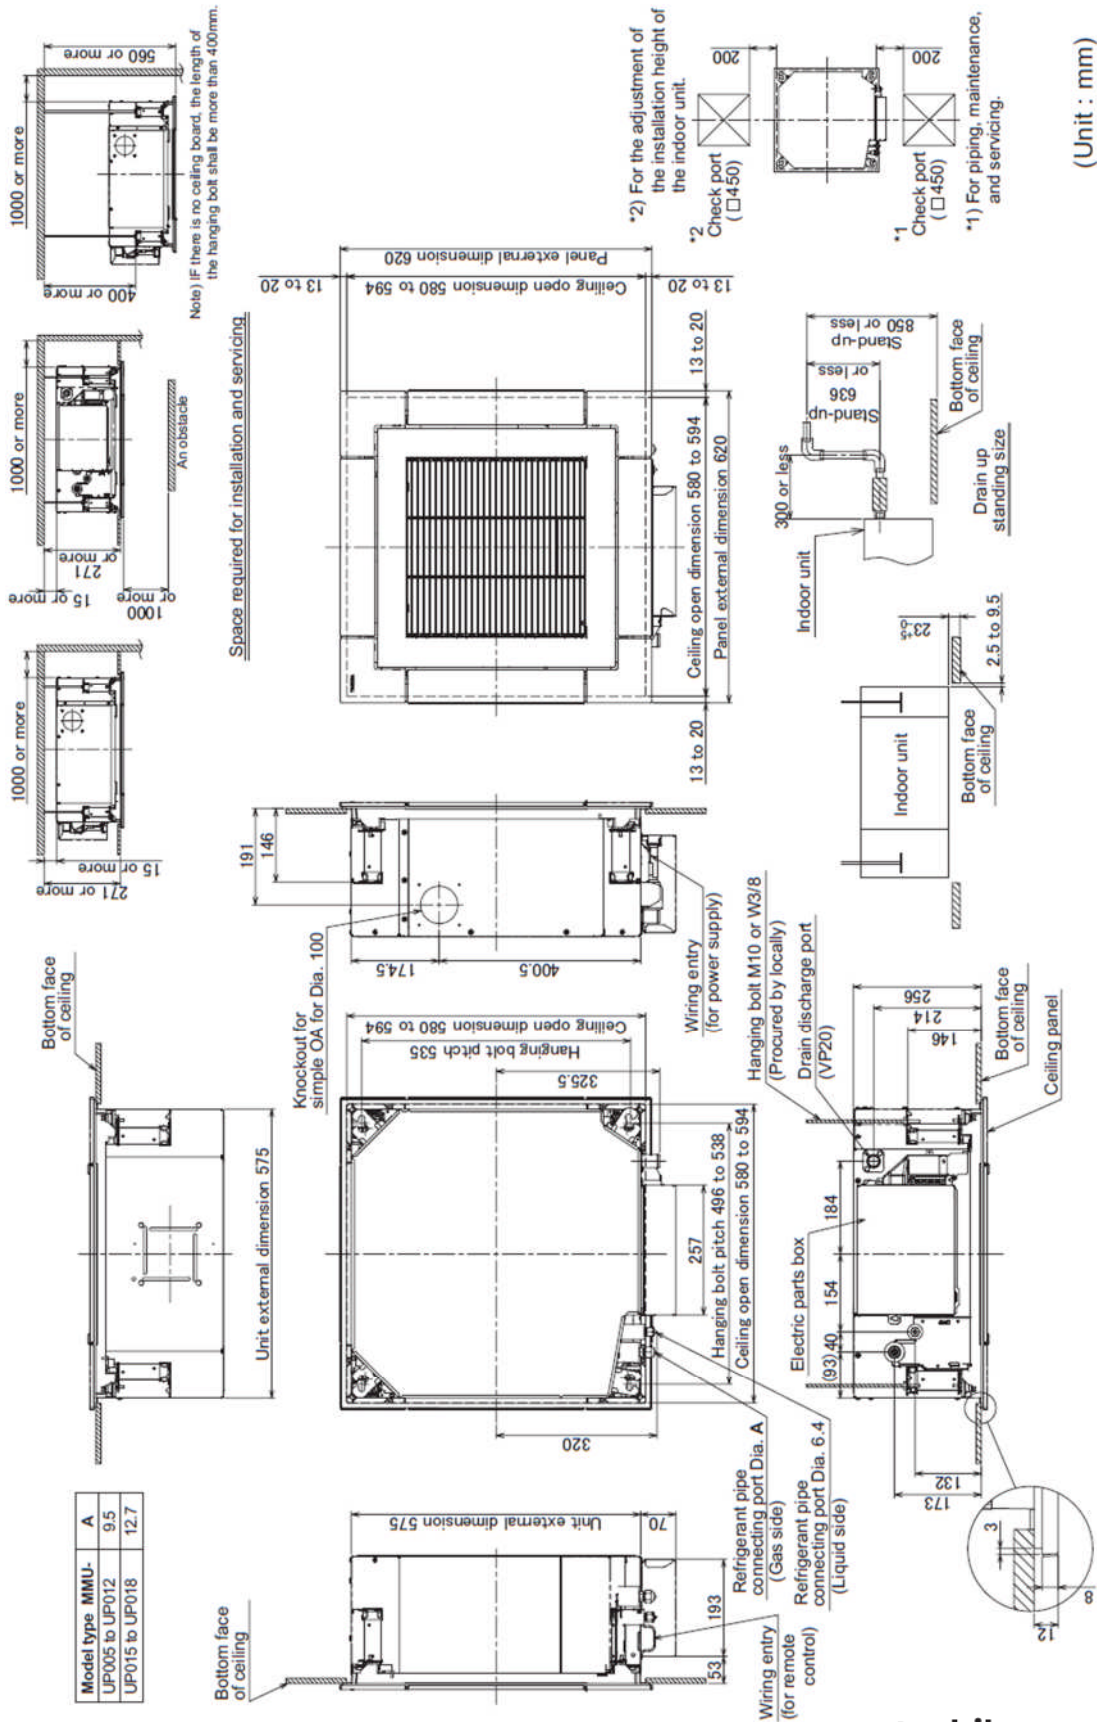 Model type MMU- A
UP005 to UP012 9.5
UP015 to UP018 12.7
Bottom face
of ceiling
Unit external dimension 575
Bottom face
of ceiling
Unit external dimension 575
70
53
193
Wiring entry
(for remote
control)
Refrigerant pipe
connecting port Dia. A
(Gas side)
Refrigerant pipe
connecting port Dia. 6.4
(Liquid side)
320
257
325.5
Hanging bolt pitch 535
Ceiling open dimension 580 to 594
Hanging bolt pitch 496 to 538
Ceiling open dimension 580 to 594
Knockout for
simple OA for Dia. 100
191
146
174.5
400.5
Wiring entry
(for power supply)
Hanging bolt M10 or W3/8
(Procured by locally)
Drain discharge port
(VP20)
Electric parts box
(93)
40
154
184
256
214
146
Bottom face
of ceiling
Ceiling panel
132
173
3
8
12
1000 or more
15 or more
271 or more
1000 or more
15 or more
271
or more
1000
or more
An obstacle
1000 or more
400 or more
560 or more
Note) IF there is no ceiling board, the length of
the hanging bolt shall be more than 400mm.
Space required for installation and servicing
13 to 20
Ceiling open dimension 580 to 594
Panel external dimension 620
13 to 20
13 to 20
Ceiling open dimension 580 to 594
Panel external dimension 620
13 to 20
*2) For the adjustment of
the installation height of
the indoor unit.
*2
Check port
(□450)
200
*1
Check port
(□450)
200
*1) For piping, maintenance,
and servicing.
Indoor unit
300 or less
Stand-up
636
or less
Stand-up
850 or less
Bottom face
of ceiling
Drain up
standing size
Indoor unit
Bottom face
of ceiling
23 +5 -0
2.5 to 9.5
(Unit : mm)